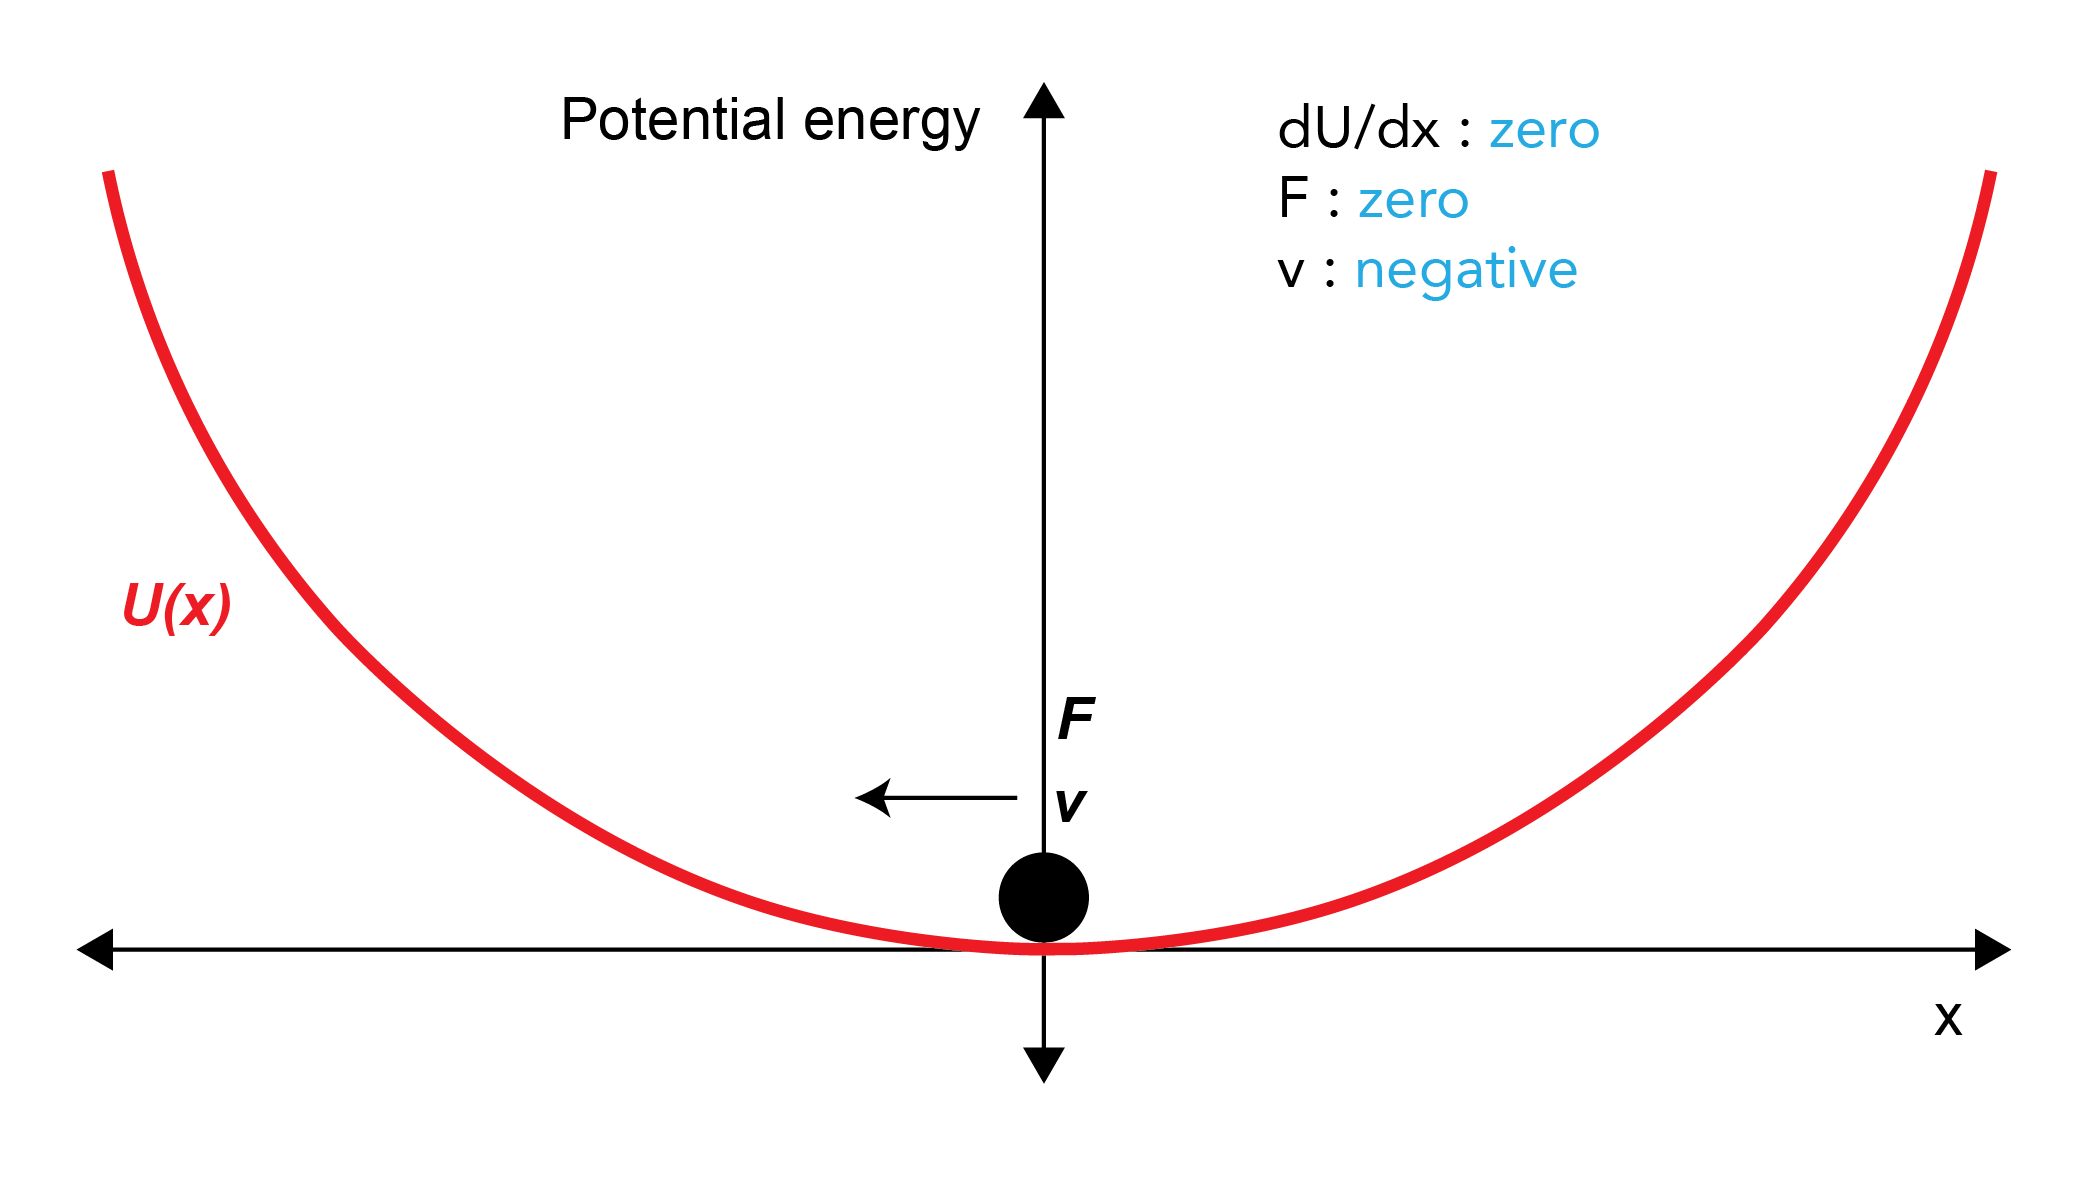 Potential energy
dU/dx : zero
F : zero
v : negative
U(x)
F
v
x